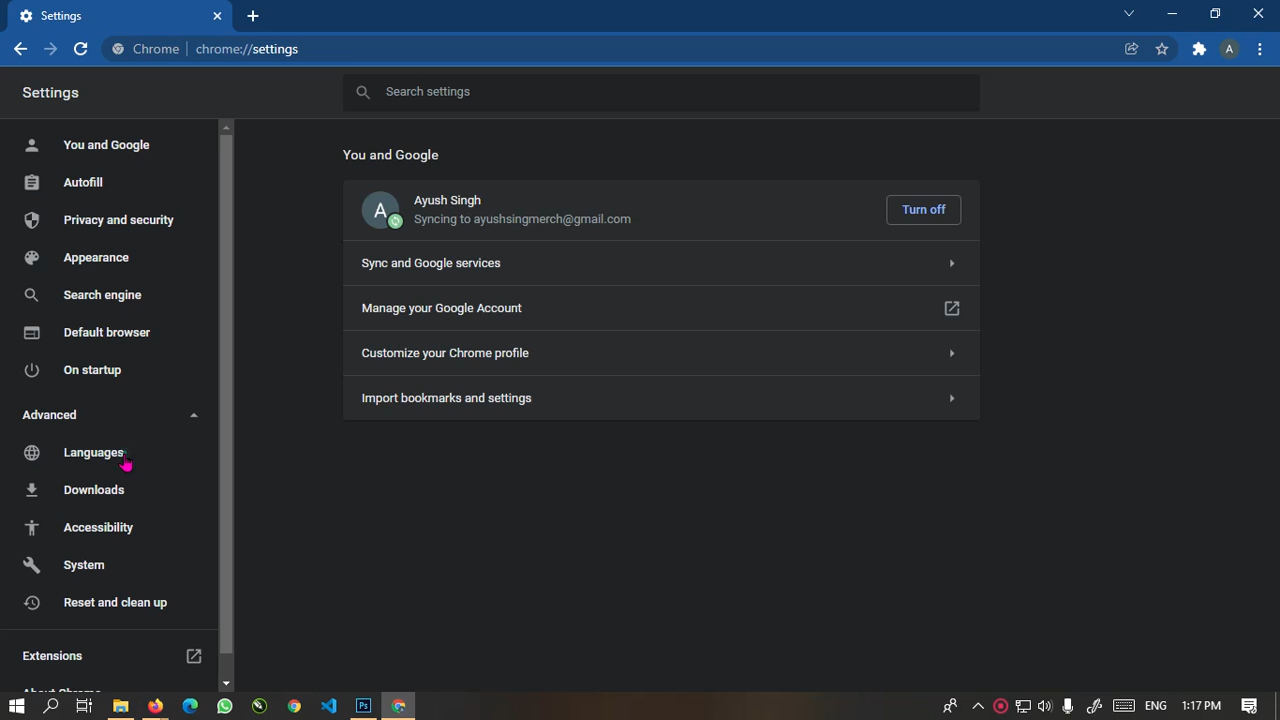 Settings
Chrome
chrome://settings
A
Settings
Search settings
You and Google
Autofill
Privacy and security
Appearance
Search engine
Default browser
On startup
Advanced
Languages
Downloads
Accessibility
System
Reset and clean up
Extensions
About Chrome
You and Google
A
Ayush Singh
Syncing to ayushsingmerch@gmail.com
Turn off
Sync and Google services
Manage your Google Account
Customize your Chrome profile
Import bookmarks and settings
Ps
ENG
1:17 PM